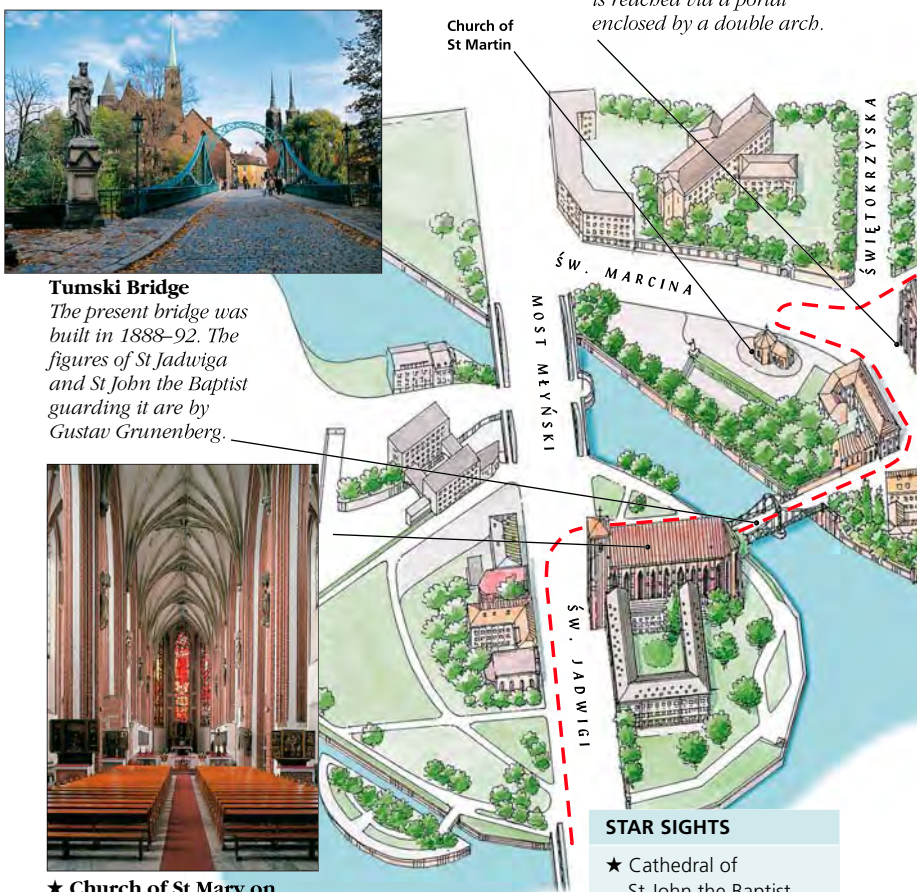 is reached via a portal
enclosed by a double arch.
Church of
St Martin
ŚWIĘTOKRZYSKA
ŚW. MARCINA
MOST MŁYŃSKI
Tumski Bridge
The present bridge was
built in 1888–92. The
figures of St Jadwiga
and St John the Baptist
guarding it are by
Gustav Grunenberg.
ŚW. JADWIGI
STAR SIGHTS
★ Cathedral of
St John the Baptist
★ Church of St Mary on